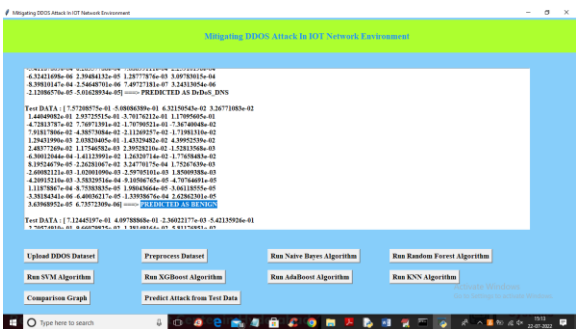 Mitigating DDOS Attack In IOT Network Environment
Mitigating DDOS Attack In IOT Network Environment
-6.32421698e-06 2.39484132e-05 1.28777876e-03 3.09783015e-04
-8.39810147e-04 -2.54648701e-06 7.49727181e-07 3.24313054e-06
-2.12086570e-05 -5.01628934e-05] ===> PREDICTED AS DrDoS_DNS
Test DATA : [ 7.57208575e-01 -5.08086389e-01 6.32150543e-02 3.26771083e-02
1.44049082e-01 2.93725515e-01 -3.70176212e-01 1.17095605e-01
-4.72813787e-02 7.76971391e-02 -1.70790521e-01 -7.36740048e-02
7.91817806e-02 -4.38573084e-02 -2.11269257e-02 -1.71981310e-02
1.29431990e-03 2.03820405e-01 -1.43329482e-02 4.39952539e-02
2.48377269e-02 1.17546582e-03 2.39528210e-02 -1.52813568e-03
-6.30012044e-04 -1.41123991e-02 1.26320714e-02 -1.77658483e-02
8.19524679e-05 -2.26281067e-02 3.24770175e-04 1.75267639e-03
-2.60082121e-03 -1.02001090e-03 -2.59705101e-03 1.85009388e-03
-4.20915210e-03 -3.58329516e-04 -9.10506765e-05 -4.70764691e-05
1.11878867e-04 -8.75383835e-05 1.98043664e-05 -3.06118555e-05
-3.38184341e-06 -6.40036217e-05 -1.33938676e-04 2.62862301e-05
3.63968952e-05 6.73572309e-06] ===> PREDICTED AS BENIGN
Test DATA : [ 7.12445197e-01 4.09788868e-01 -2.36022177e-03 -5.42135926e-01
Upload DDOS Dataset
Preprocess Dataset
Run Naive Bayes Algorithm
Run Random Forest Algorithm
Run SVM Algorithm
Run XGBoost Algorithm
Run AdaBoost Algorithm
Run KNN Algorithm
Activate Windows
Comparison Graph
Predict Attack from Test Data
Type here to search
15:13
22-07-2022